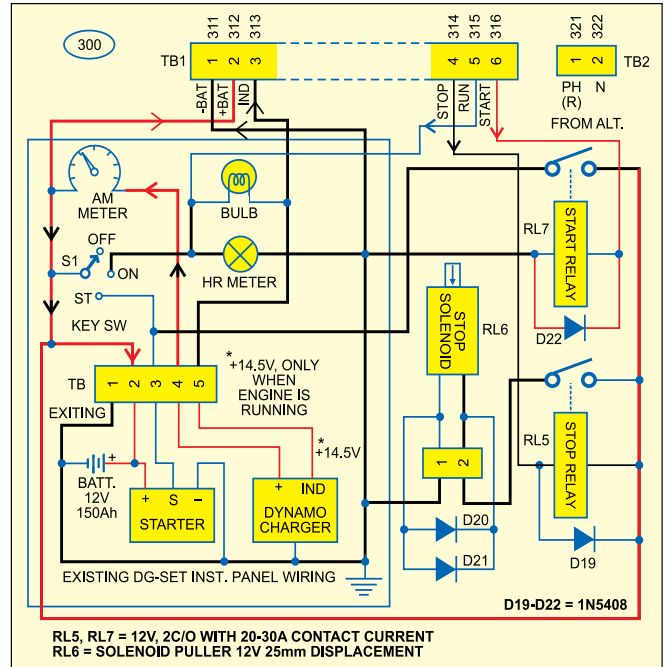 300
311
312
313
314
315
316
321
322
TB1
1
2
3
4
5
6
1
2
TB2
-BAT
+BAT
IND
STOP
RUN
START
PH
(R)
N
FROM ALT.
AM
METER
BULB
OFF
S1
ON
HR METER
ST
KEY SW
RL7
START RELAY
D22
STOP
SOLENOID
RL6
TB
1
2
3
4
5
*
+14.5V, ONLY
WHEN
ENGINE IS
RUNNING
EXITING
*
+14.5V
RL5
STOP RELAY
1
2
+
BATT.
12V
150Ah
+ S –
STARTER
+ IND
DYNAMO
CHARGER
D20
D21
D19
EXISTING DG-SET INST. PANEL WIRING
D19-D22 = 1N5408
RL5, RL7 = 12V, 2C/O WITH 20-30A CONTACT CURRENT
RL6 = SOLENOID PULLER 12V 25mm DISPLACEMENT